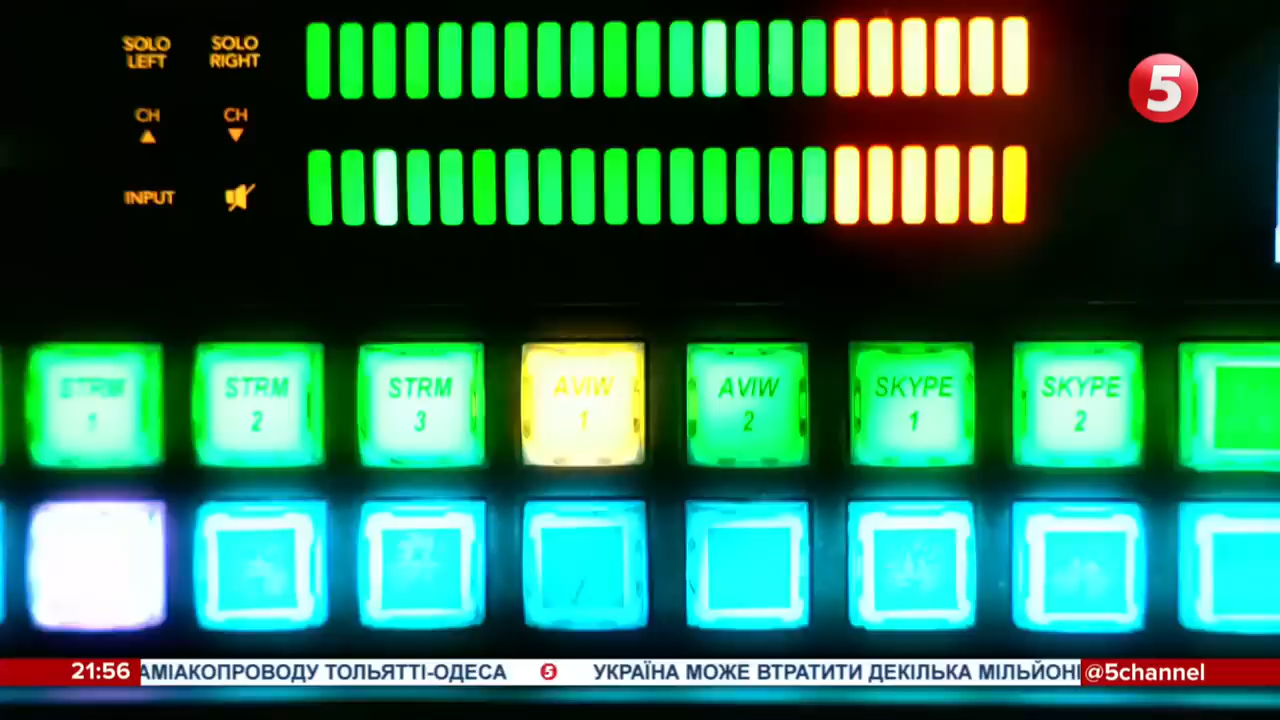 SOLO LEFT
SOLO RIGHT
CH
CH
INPUT
5
STRM 1
STRM 2
STRM 3
AVIW 1
AVIW 2
SKYPE 1
SKYPE 2
21:56
АМІАКОПРОВОДУ ТОЛЬЯТТІ-ОДЕСА
5
УКРАЇНА МОЖЕ ВТРАТИТИ ДЕКІЛЬКА МІЛЬЙОНІ
@5channel